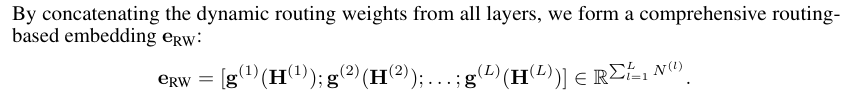 By concatenating the dynamic routing weights from all layers, we form a comprehensive routing-
based embedding e_RW:
e_RW = [g^(1)(H^(1)); g^(2)(H^(2)); . . . ; g^(L)(H^(L))] ∈ ℝ^{∑_{l=1}^{L} N^(l)}.